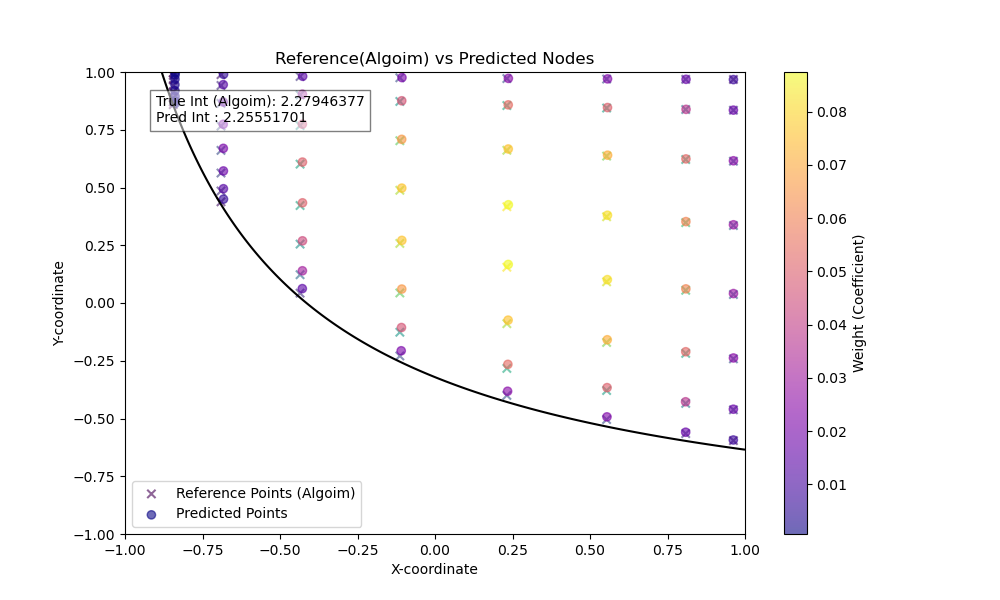 Reference(Algoim) vs Predicted Nodes
True Int (Algoim): 2.27946377
Pred Int : 2.25551701
1.00
0.75
0.50
0.25
0.00
−0.25
−0.50
−0.75
−1.00
Y-coordinate
Reference Points (Algoim)
Predicted Points
−1.00 −0.75 −0.50 −0.25 0.00 0.25 0.50 0.75 1.00
X-coordinate
0.08
0.07
0.06
0.05
0.04
0.03
0.02
0.01
Weight (Coefficient)